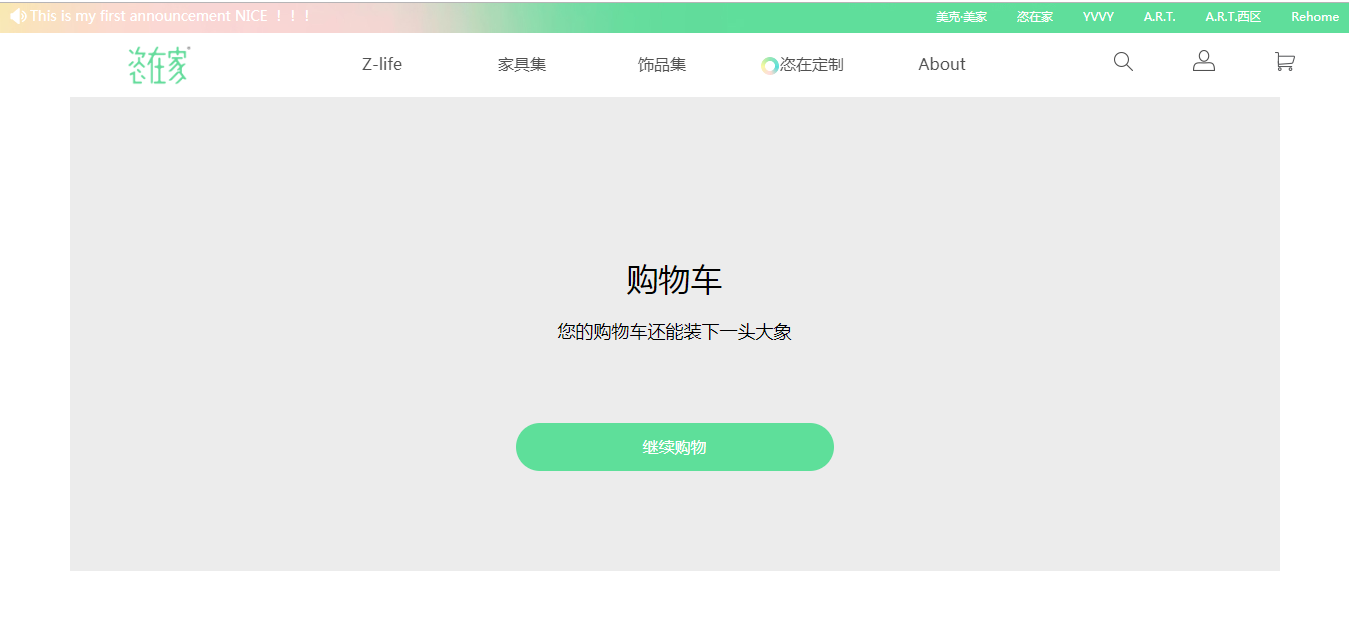 This is my first announcement NICE ！！！
美克·美家 恣在家 YVVY A.R.T. A.R.T.西区 Rehome
恣在家
Z-life 家具集 饰品集 恣在定制 About
购物车
您的购物车还能装下一头大象
继续购物